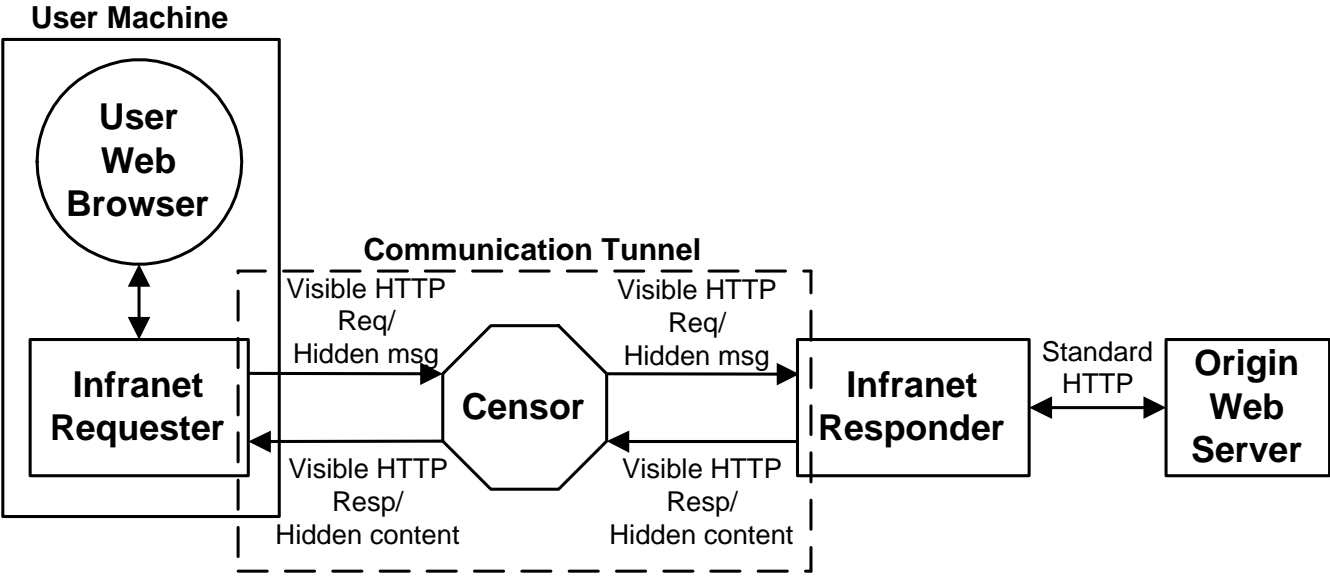 User Machine
User
Web
Browser
Communication Tunnel
Visible HTTP
Req/
Hidden msg
Visible HTTP
Req/
Hidden msg
Infranet
Requester
Censor
Infranet
Responder
Standard
HTTP
Origin
Web
Server
Visible HTTP
Resp/
Hidden content
Visible HTTP
Resp/
Hidden content